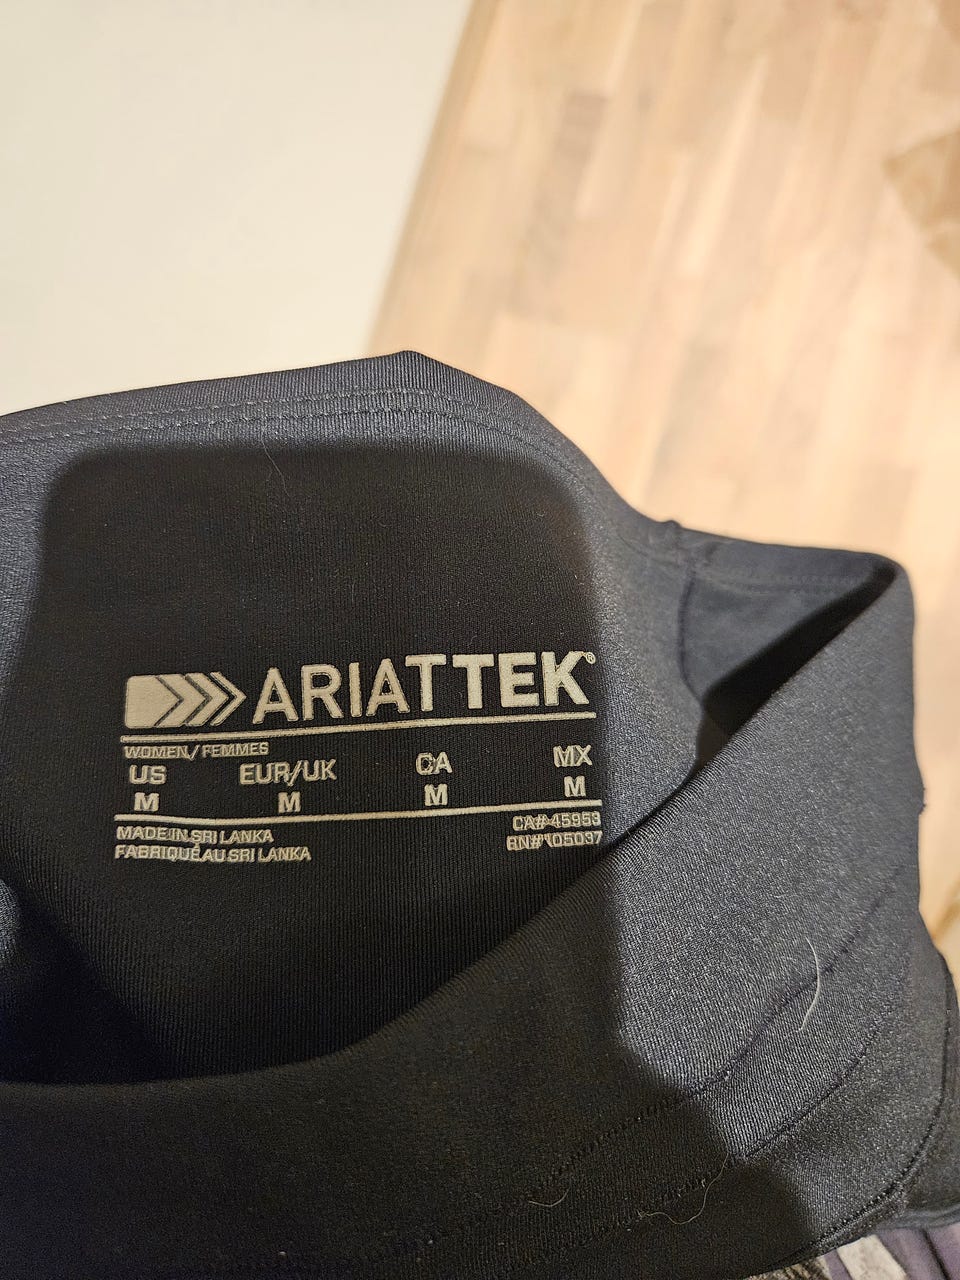 ARIATTEK®
WOMEN/FEMMES
US EUR/UK CA MX
M M M M
MADE IN SRI LANKA CA# 45953
FABRIQUÉ AU SRI LANKA RN# 105037